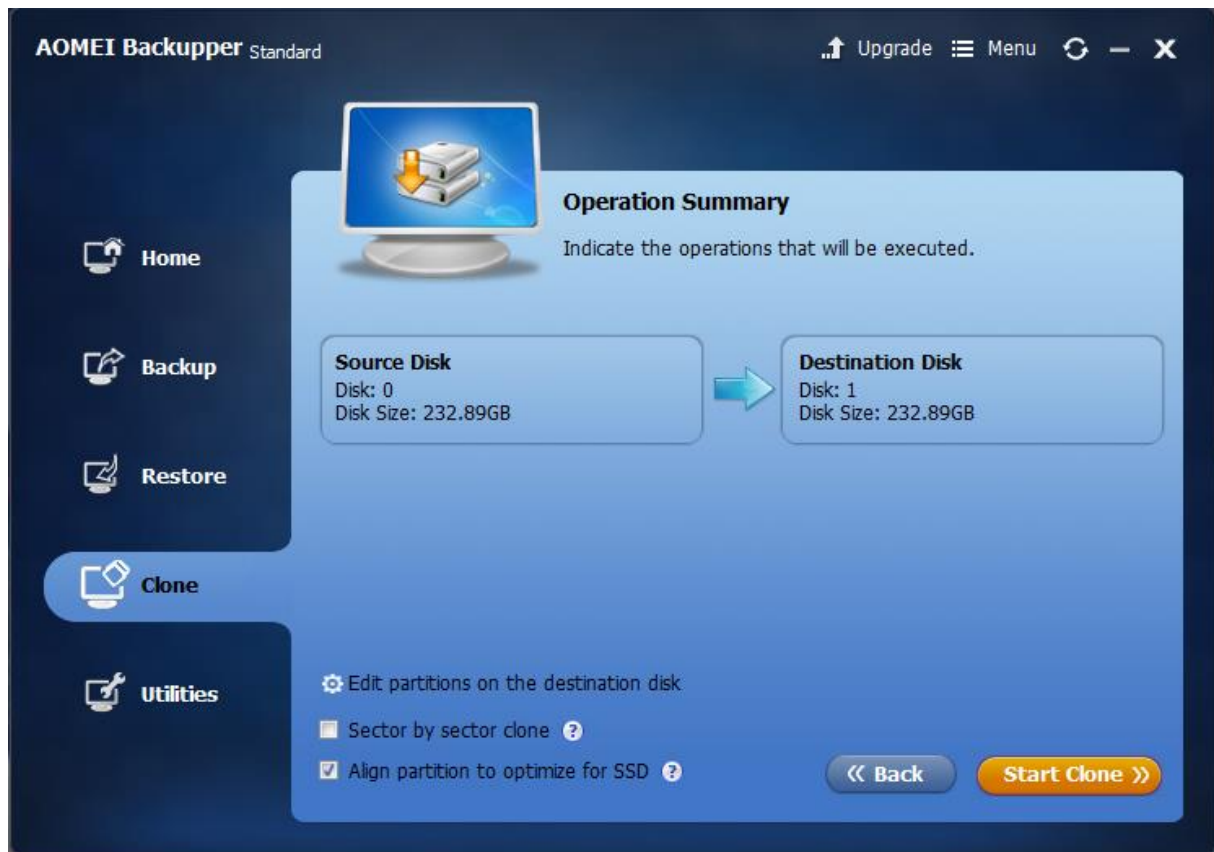 AOMEI Backupper Standard
Upgrade
Menu
Operation Summary
Indicate the operations that will be executed.
Home
Backup
Restore
Clone
Utilities
Source Disk
Disk: 0
Disk Size: 232.89GB
Destination Disk
Disk: 1
Disk Size: 232.89GB
Edit partitions on the destination disk
Sector by sector clone ?
Align partition to optimize for SSD ?
Back
Start Clone